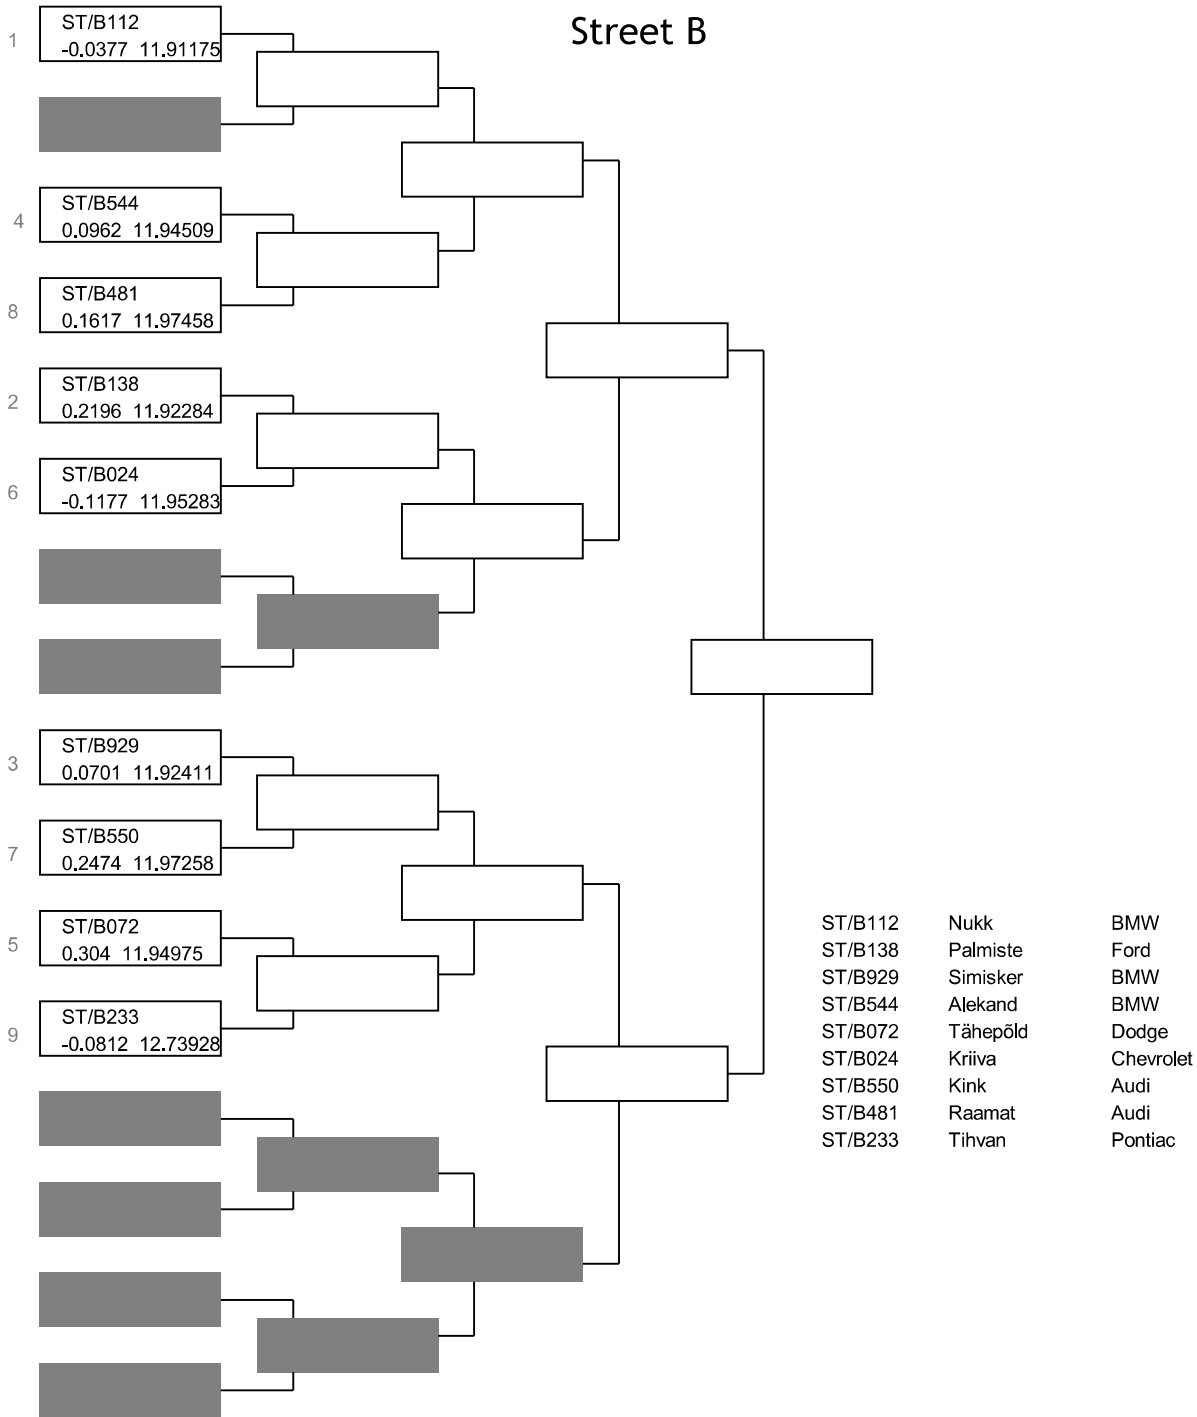 Street B
1
ST/B112
-0.0377 11.91175
4
ST/B544
0.0962 11.94509
8
ST/B481
0.1617 11.97458
2
ST/B138
0.2196 11.92284
6
ST/B024
-0.1177 11.95283
3
ST/B929
0.0701 11.92411
7
ST/B550
0.2474 11.97258
5
ST/B072
0.304 11.94975
9
ST/B233
-0.0812 12.73928
ST/B112 Nukk BMW
ST/B138 Palmiste Ford
ST/B929 Simisker BMW
ST/B544 Alekand BMW
ST/B072 Tähepõld Dodge
ST/B024 Kriiva Chevrolet
ST/B550 Kink Audi
ST/B481 Raamat Audi
ST/B233 Tihvan Pontiac